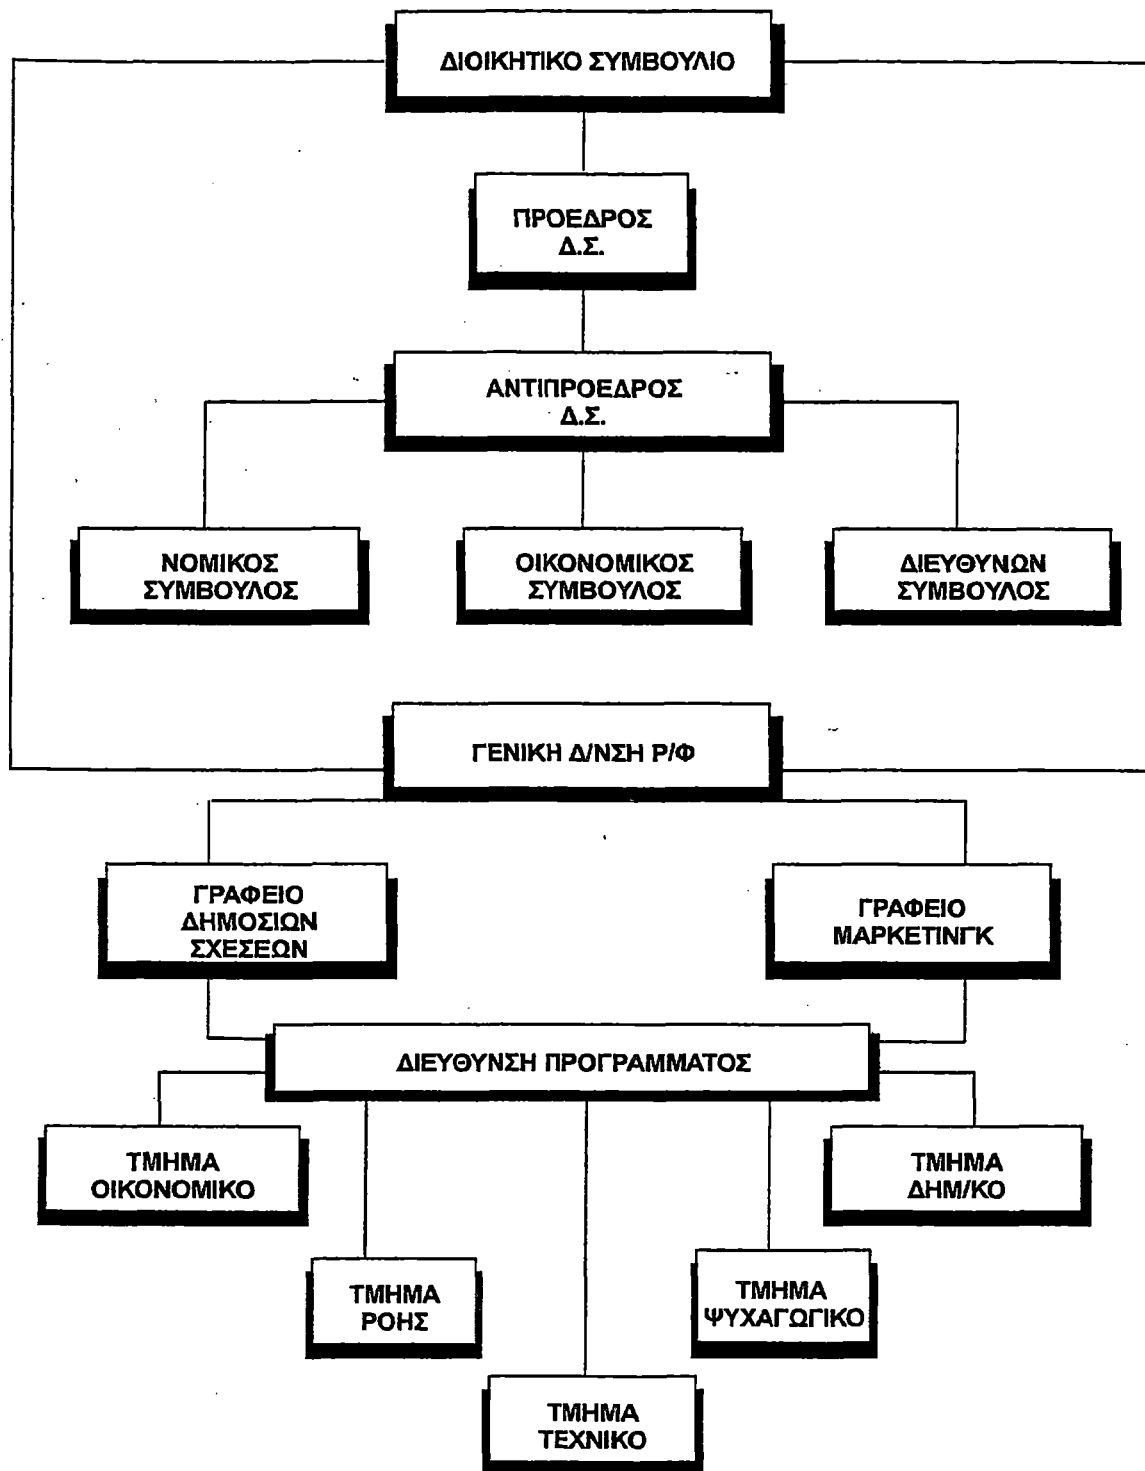 ΔΙΟΙΚΗΤΙΚΟ ΣΥΜΒΟΥΛΙΟ
ΠΡΟΕΔΡΟΣ
Δ.Σ.
ΑΝΤΙΠΡΟΕΔΡΟΣ
Δ.Σ.
ΝΟΜΙΚΟΣ
ΣΥΜΒΟΥΛΟΣ
ΟΙΚΟΝΟΜΙΚΟΣ
ΣΥΜΒΟΥΛΟΣ
ΔΙΕΥΘΥΝΩΝ
ΣΥΜΒΟΥΛΟΣ
ΓΕΝΙΚΗ Δ/ΝΣΗ Ρ/Φ
ΓΡΑΦΕΙΟ
ΔΗΜΟΣΙΩΝ
ΣΧΕΣΕΩΝ
ΓΡΑΦΕΙΟ
ΜΑΡΚΕΤΙΝΓΚ
ΔΙΕΥΘΥΝΣΗ ΠΡΟΓΡΑΜΜΑΤΟΣ
ΤΜΗΜΑ
ΟΙΚΟΝΟΜΙΚΟ
ΤΜΗΜΑ
ΔΗΜ/ΚΟ
ΤΜΗΜΑ
ΡΟΗΣ
ΤΜΗΜΑ
ΨΥΧΑΓΩΓΙΚΟ
ΤΜΗΜΑ
ΤΕΧΝΙΚΟ